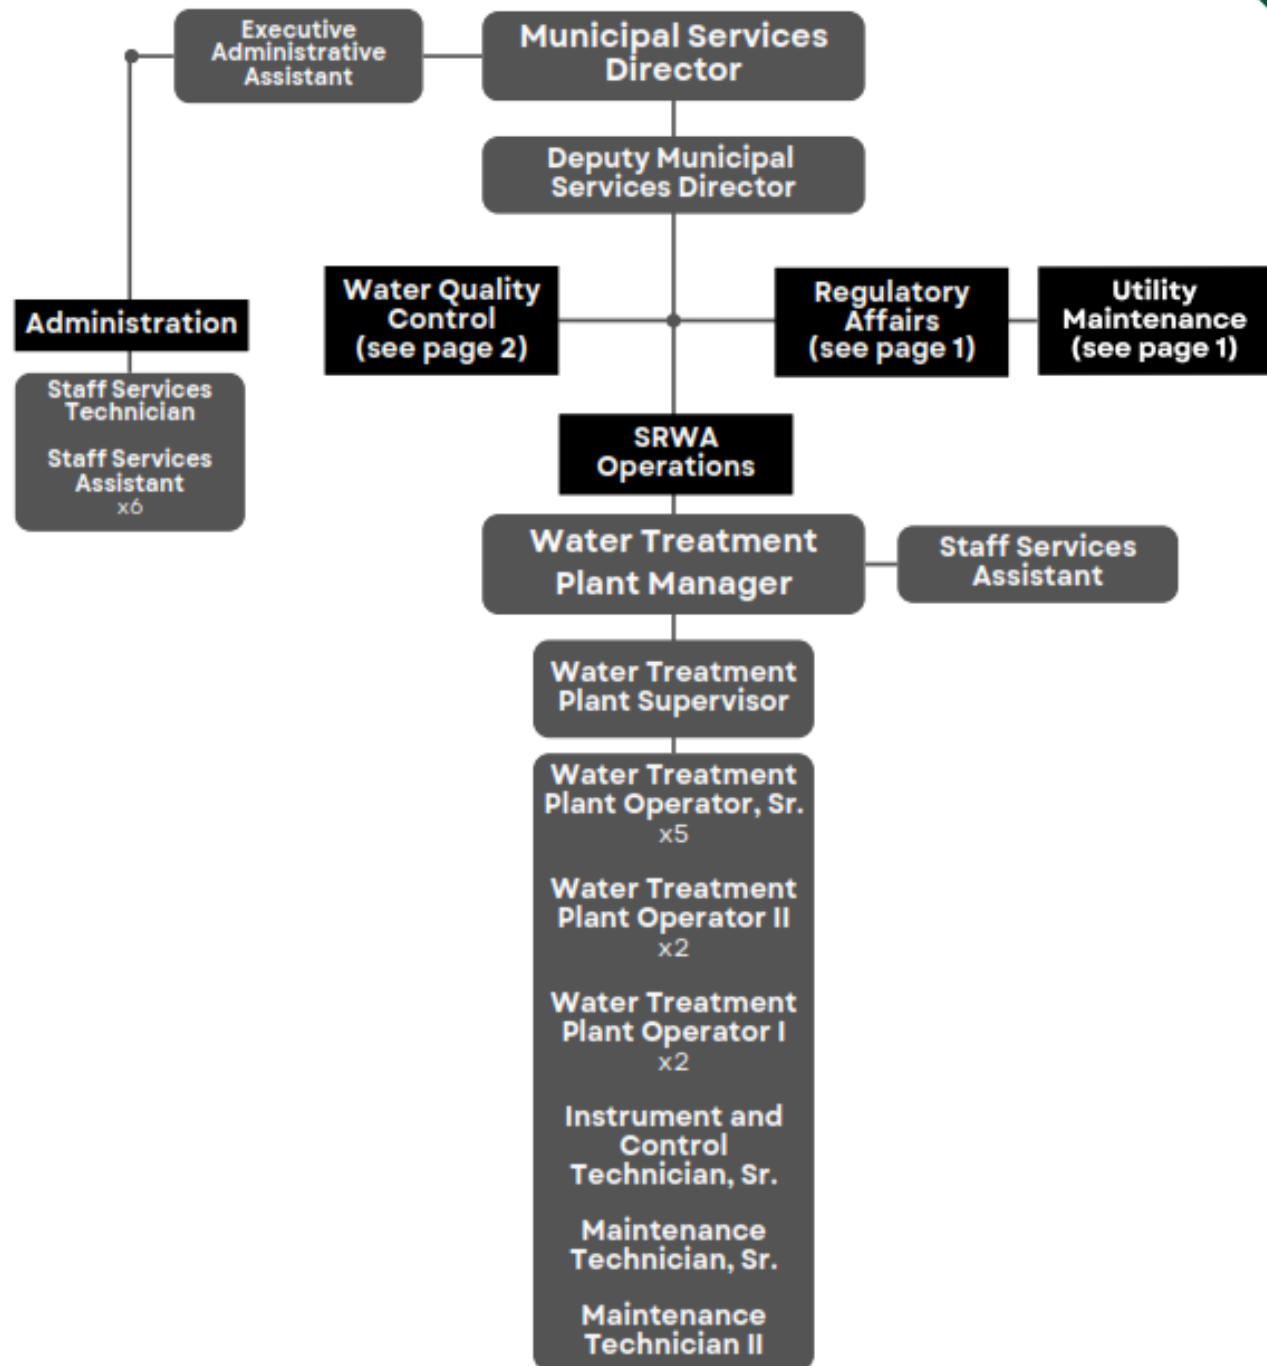 Executive
Administrative
Assistant
Municipal Services
Director
Deputy Municipal
Services Director
Administration
Staff Services
Technician
Staff Services
Assistant
x6
Water Quality
Control
(see page 2)
Regulatory
Affairs
(see page 1)
Utility
Maintenance
(see page 1)
SRWA
Operations
Water Treatment
Plant Manager
Staff Services
Assistant
Water Treatment
Plant Supervisor
Water Treatment
Plant Operator, Sr.
x5
Water Treatment
Plant Operator II
x2
Water Treatment
Plant Operator I
x2
Instrument and
Control
Technician, Sr.
Maintenance
Technician, Sr.
Maintenance
Technician II